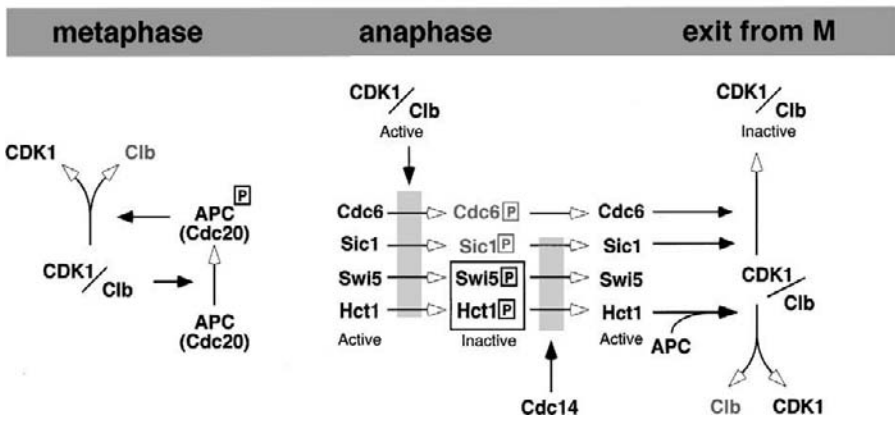 metaphase anaphase exit from M
CDK1 Clb
APC P
(Cdc20)
CDK1/Clb
APC
(Cdc20)
CDK1/Clb
Active
Cdc6 Cdc6 P Cdc6
Sic1 Sic1 P Sic1
Swi5 Swi5 P Swi5
Hct1 Hct1 P Hct1
Active Inactive Active
Cdc14
CDK1/Clb
Inactive
CDK1/Clb
APC
Clb CDK1